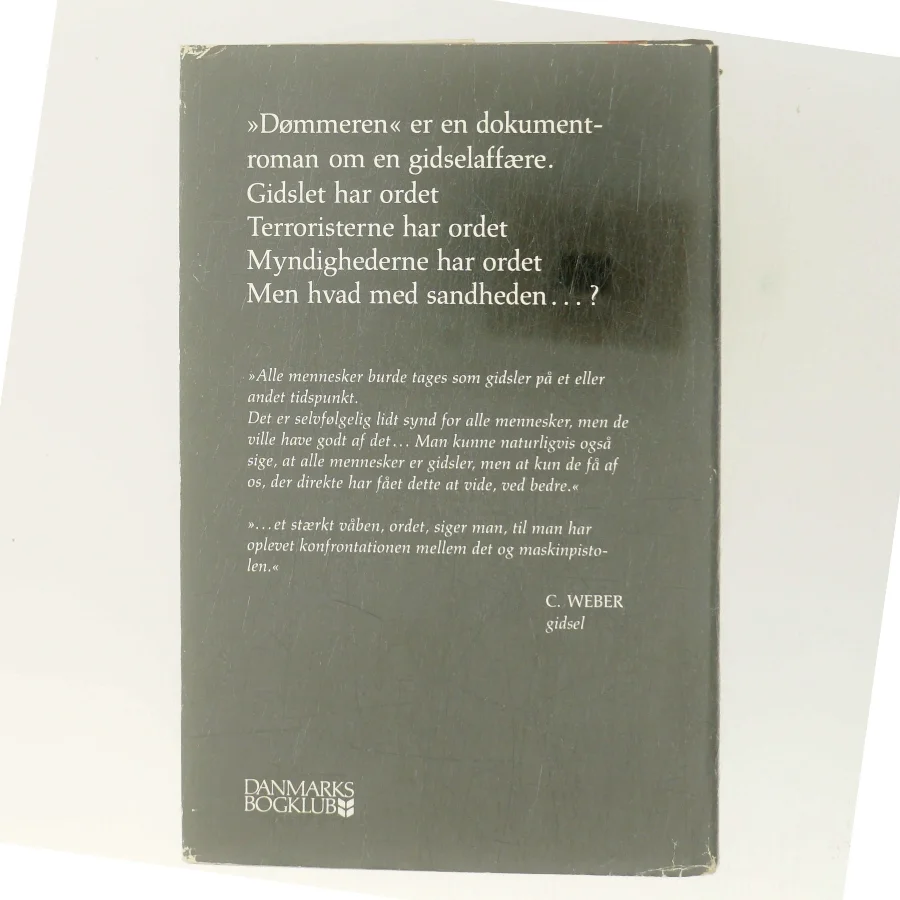 »Dømmeren« er en dokument-
roman om en gidselaffære.
Gidslet har ordet
Terroristerne har ordet
Myndighederne har ordet
Men hvad med sandheden...?
»Alle mennesker burde tages som gidsler på et eller
andet tidspunkt.
Det er selvfølgelig lidt synd for alle mennesker, men de
ville have godt af det... Man kunne naturligvis også
sige, at alle mennesker er gidsler, men at kun de få af
os, der direkte har fået dette at vide, ved bedre.«
»...et stærkt våben, ordet, siger man, til man har
oplevet konfrontationen mellem det og maskinpisto-
len.«
C. WEBER
gidsel
DANMARKS
BOGKLUB